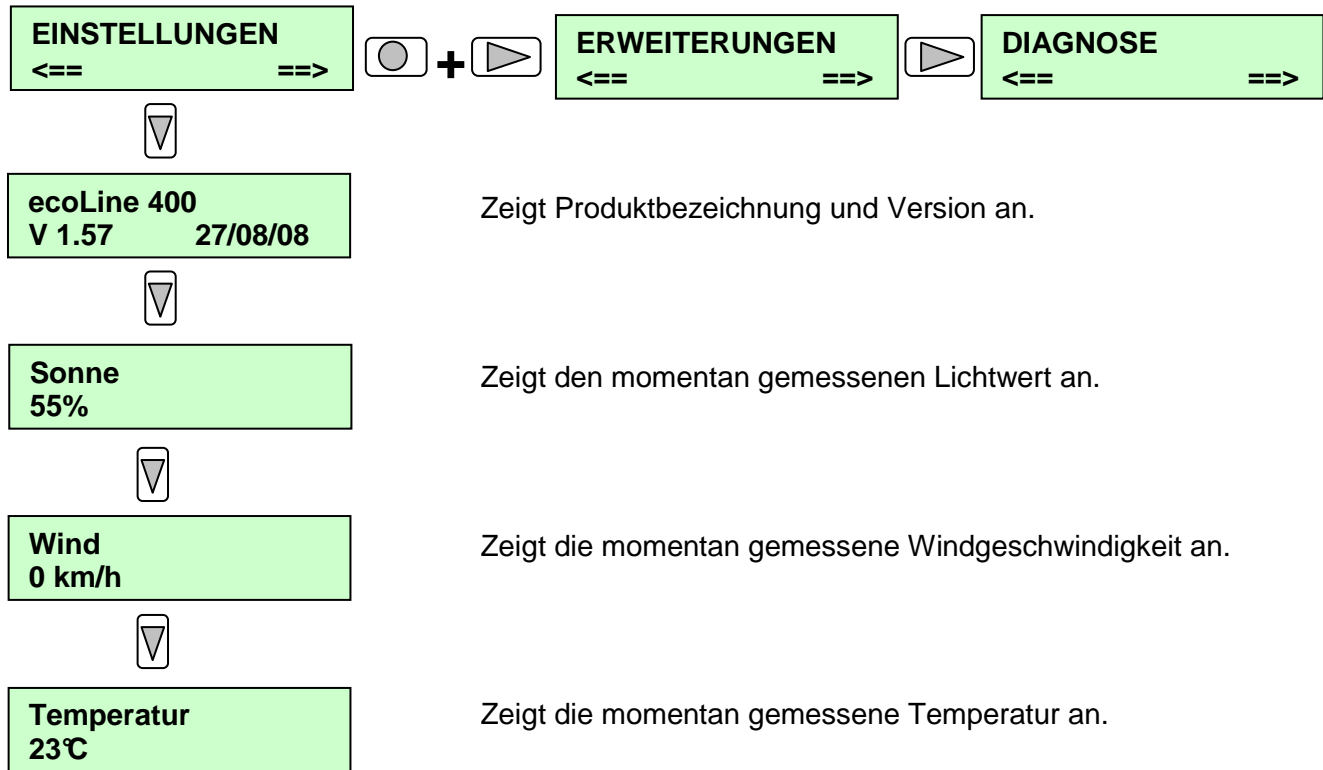 EINSTELLUNGEN
<== ==>
+
ERWEITERUNGEN
<== ==>
DIAGNOSE
<== ==>
ecoLine 400
V 1.57 27/08/08
Zeigt Produktbezeichnung und Version an.
Sonne
55%
Zeigt den momentan gemessenen Lichtwert an.
Wind
0 km/h
Zeigt die momentan gemessene Windgeschwindigkeit an.
Temperatur
23°C
Zeigt die momentan gemessene Temperatur an.